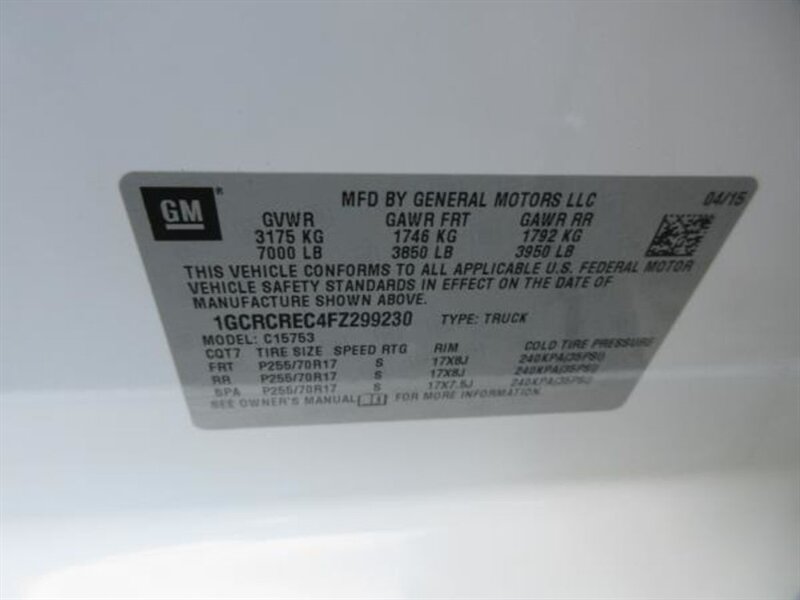 GM ®
MFD BY GENERAL MOTORS LLC 04/15
GVWR GAWR FRT GAWR RR
3175 KG 1746 KG 1792 KG
7000 LB 3850 LB 3950 LB
THIS VEHICLE CONFORMS TO ALL APPLICABLE U.S. FEDERAL MOTOR
VEHICLE SAFETY STANDARDS IN EFFECT ON THE DATE OF
MANUFACTURE SHOWN ABOVE.
1GCRCREC4FZ299230 TYPE: TRUCK
MODEL: C15753
CQT7 TIRE SIZE SPEED RTG RIM COLD TIRE PRESSURE
FRT P255/70R17 S 17X8J 240KPA(35PSI)
RR P255/70R17 S 17X8J 240KPA(35PSI)
SPA P255/70R17 S 17X7.5J 240KPA(35PSI)
SEE OWNER'S MANUAL FOR MORE INFORMATION.